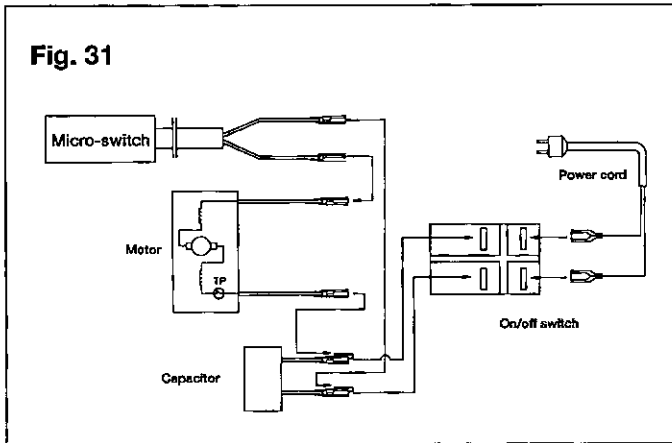 Fig. 31
Micro-switch
Power cord
Motor
TP
On/off switch
Capacitor